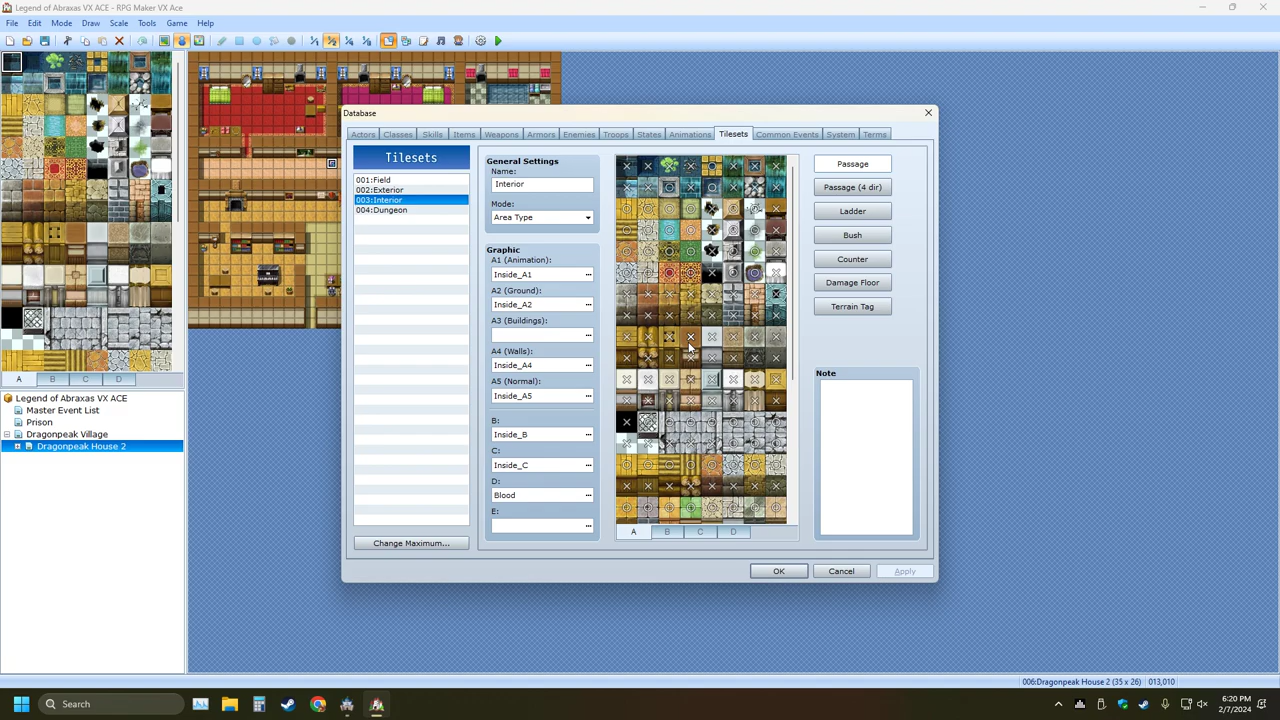 Legend of Abraxas VX ACE - RPG Maker VX Ace
File Edit Mode Draw Scale Tools Game Help
Database
Actors Classes Skills Items Weapons Armors Enemies Troops States Animations Tilesets Common Events System Terms
Tilesets
001:Field
002:Exterior
003:Interior
004:Dungeon
Change Maximum...
General Settings
Name:
Interior
Mode:
Area Type
Graphic
A1 (Animation):
Inside_A1
A2 (Ground):
Inside_A2
A3 (Buildings):
A4 (Walls):
Inside_A4
A5 (Normal):
Inside_A5
B:
Inside_B
C:
Inside_C
D:
Blood
E:
A B C D
Passage
Passage (4 dir)
Ladder
Bush
Counter
Damage Floor
Terrain Tag
Note
OK Cancel Apply
A B C D
Legend of Abraxas VX ACE
Master Event List
Prison
Dragonpeak Village
Dragonpeak House 2
006:Dragonpeak House 2 (35 x 26) 013,010
Search
6:20 PM
2/7/2024